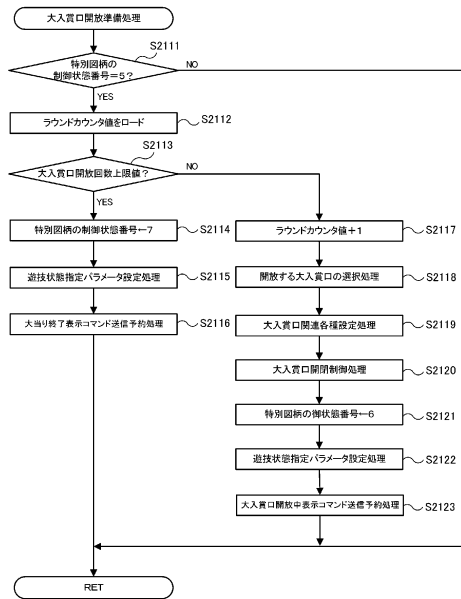 大入賞口開放準備処理
S2111
特別図柄の
制御状態番号=5?
NO
YES
ラウンドカウンタ値をロード
S2112
S2113
大入賞口開放回数上限値?
NO
YES
特別図柄の制御状態番号←7
S2114
遊技状態指定パラメータ設定処理
S2115
大当り終了表示コマンド送信予約処理
S2116
ラウンドカウンタ値+1
S2117
開放する大入賞口の選択処理
S2118
大入賞口関連各種設定処理
S2119
大入賞口開閉制御処理
S2120
特別図柄の御状態番号←6
S2121
遊技状態指定パラメータ設定処理
S2122
大入賞口開放中表示コマンド送信予約処理
S2123
RET